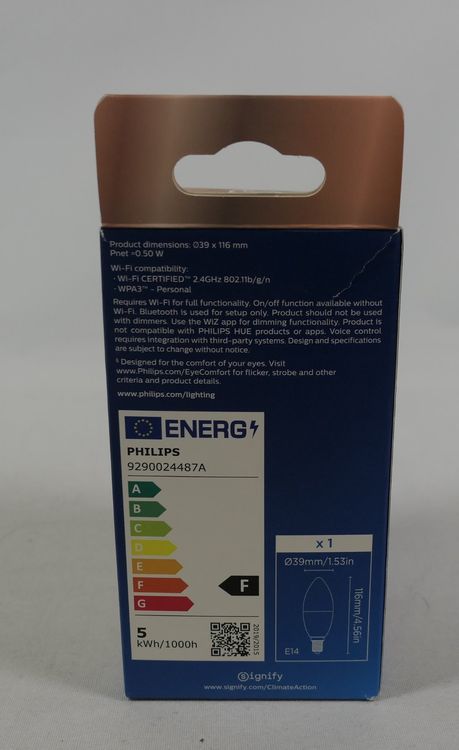 Product dimensions: Ø39 x 116 mm
Pnet =0.50 W
Wi-Fi compatibility:
· Wi-Fi CERTIFIED™ 2.4GHz 802.11b/g/n
· WPA3™ - Personal
Requires Wi-Fi for full functionality. On/off function available without
Wi-Fi. Bluetooth is used for setup only. Product should not be used
with dimmers. Use the WiZ app for dimming functionality. Product is
not compatible with PHILIPS HUE products or apps. Voice control
requires integration with third-party systems. Design and specifications
are subject to change without notice.
§ Designed for the comfort of your eyes. Visit
www.Philips.com/EyeComfort for flicker, strobe and other
criteria and product details.
www.philips.com/lighting
ENERG
PHILIPS
9290024487A
A
B
C
D
E
F
G
F
5
kWh/1000h
2019/2015
x 1
Ø39mm/1.53in
116mm/4.56in
E14
Signify
www.signify.com/ClimateAction